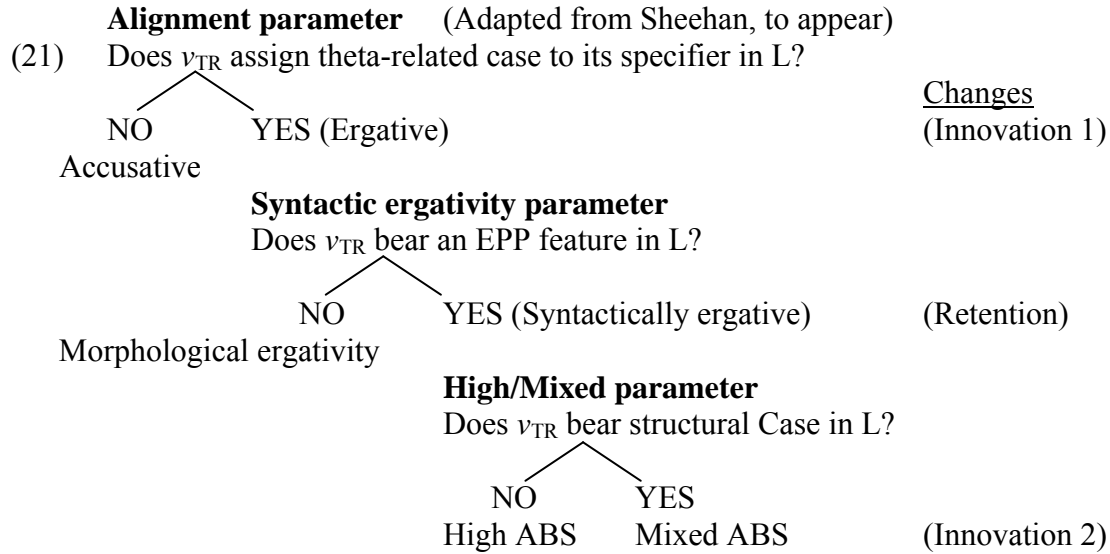 Alignment parameter (Adapted from Sheehan, to appear)
(21) Does vTR assign theta-related case to its specifier in L?
Changes
NO YES (Ergative) (Innovation 1)
Accusative
Syntactic ergativity parameter
Does vTR bear an EPP feature in L?
NO YES (Syntactically ergative) (Retention)
Morphological ergativity
High/Mixed parameter
Does vTR bear structural Case in L?
NO YES
High ABS Mixed ABS (Innovation 2)